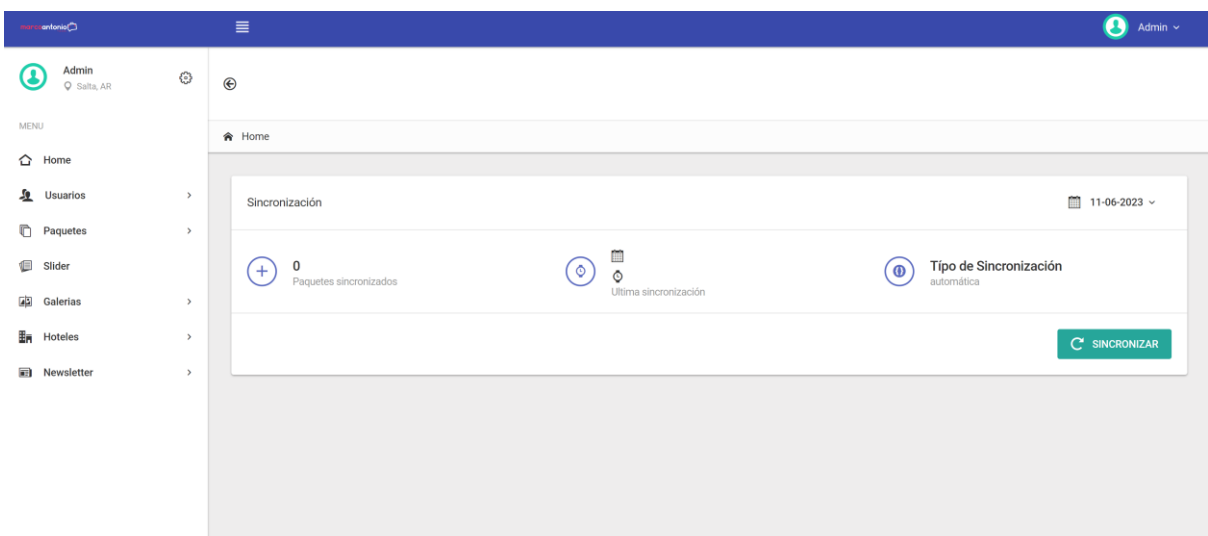 marcoantonio
Admin
Admin
Salta, AR
MENU
Home
Usuarios
Paquetes
Slider
Galerias
Hoteles
Newsletter
Home
Sincronización
11-06-2023
0
Paquetes sincronizados
Ultima sincronización
Típo de Sincronización
automática
SINCRONIZAR